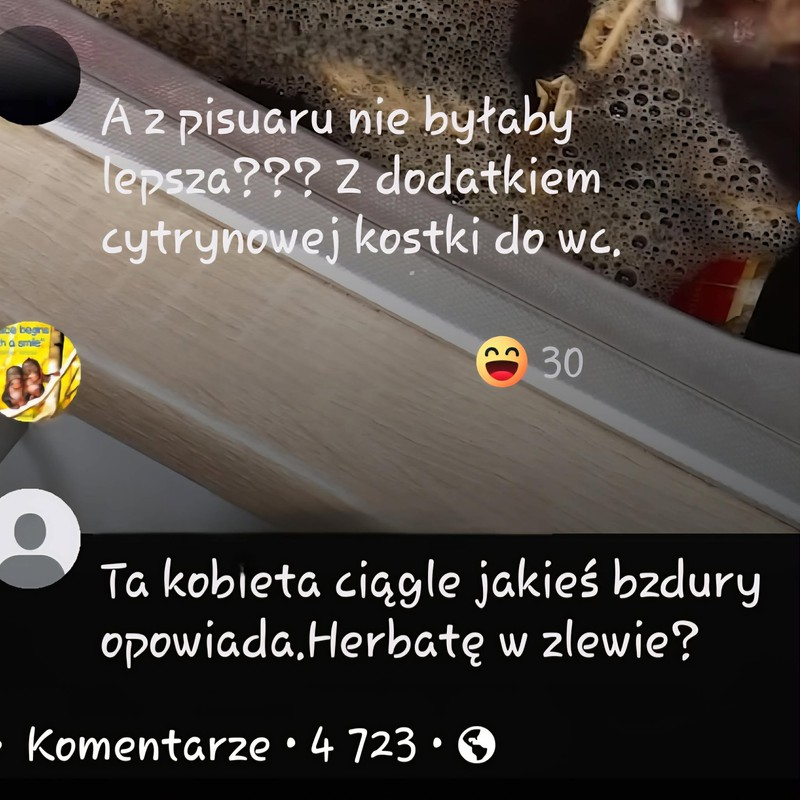 A z pisuaru nie byłaby
lepsza??? Z dodatkiem
cytrynowej kostki do wc.
30
Ta kobieta ciągle jakieś bzdury
opowiada.Herbatę w zlewie?
• Komentarze • 4 723 •